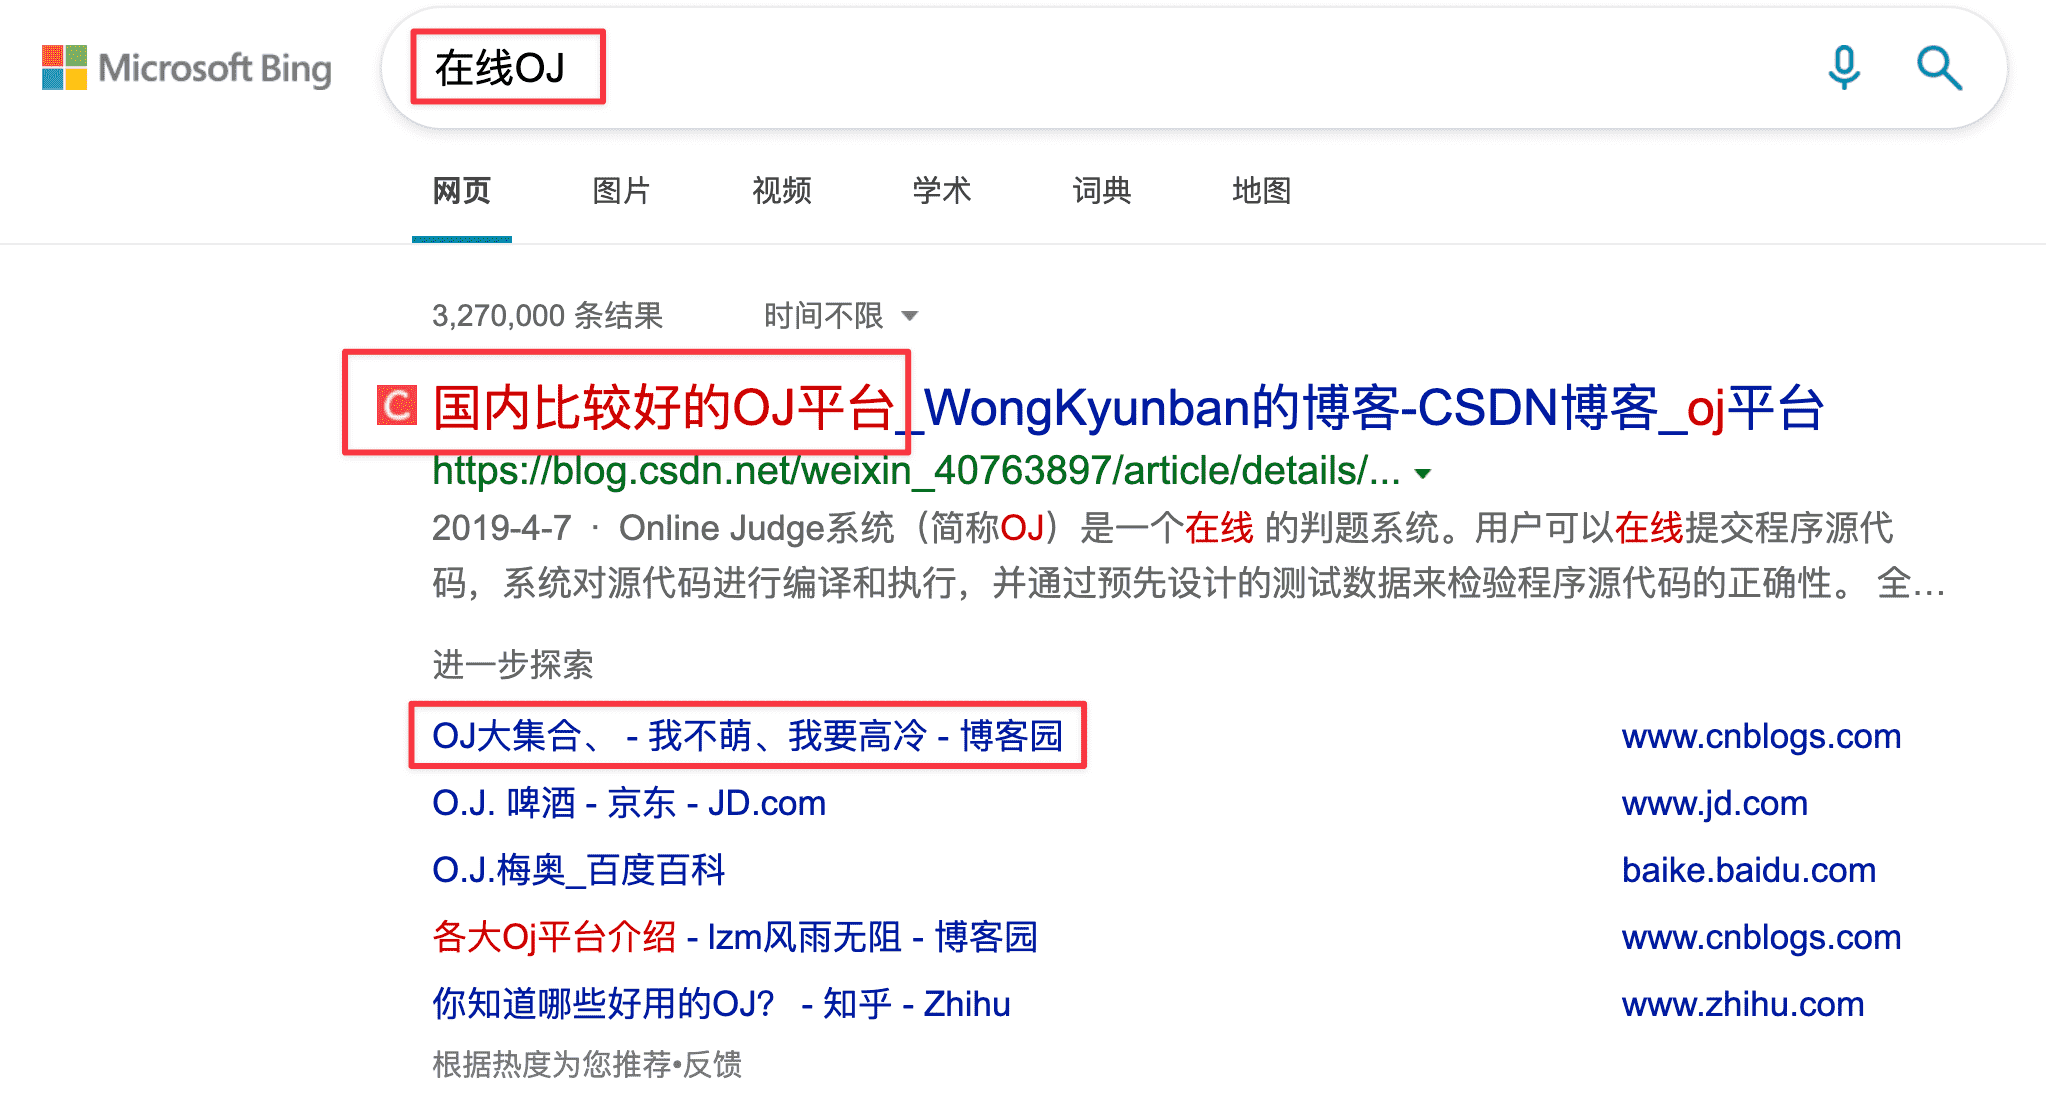 Microsoft Bing
在线OJ
网页 图片 视频 学术 词典 地图
3,270,000 条结果 时间不限
国内比较好的OJ平台_WongKyunban的博客-CSDN博客_oj平台
https://blog.csdn.net/weixin_40763897/article/details/...
2019-4-7 · Online Judge系统（简称OJ）是一个在线 的判题系统。用户可以在线提交程序源代
码，系统对源代码进行编译和执行，并通过预先设计的测试数据来检验程序源代码的正确性。 全…
进一步探索
OJ大集合、 - 我不萌、我要高冷 - 博客园 www.cnblogs.com
O.J. 啤酒 - 京东 - JD.com www.jd.com
O.J.梅奥_百度百科 baike.baidu.com
各大Oj平台介绍 - lzm风雨无阻 - 博客园 www.cnblogs.com
你知道哪些好用的OJ？ - 知乎 - Zhihu www.zhihu.com
根据热度为您推荐•反馈